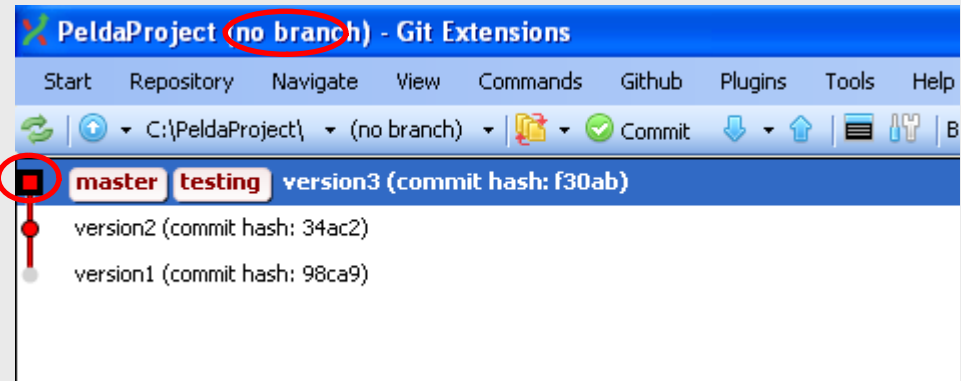 PeldaProject (no branch) - Git Extensions
Start Repository Navigate View Commands Github Plugins Tools Help
C:\PeldaProject\ (no branch) Commit B
master testing version3 (commit hash: f30ab)
version2 (commit hash: 34ac2)
version1 (commit hash: 98ca9)